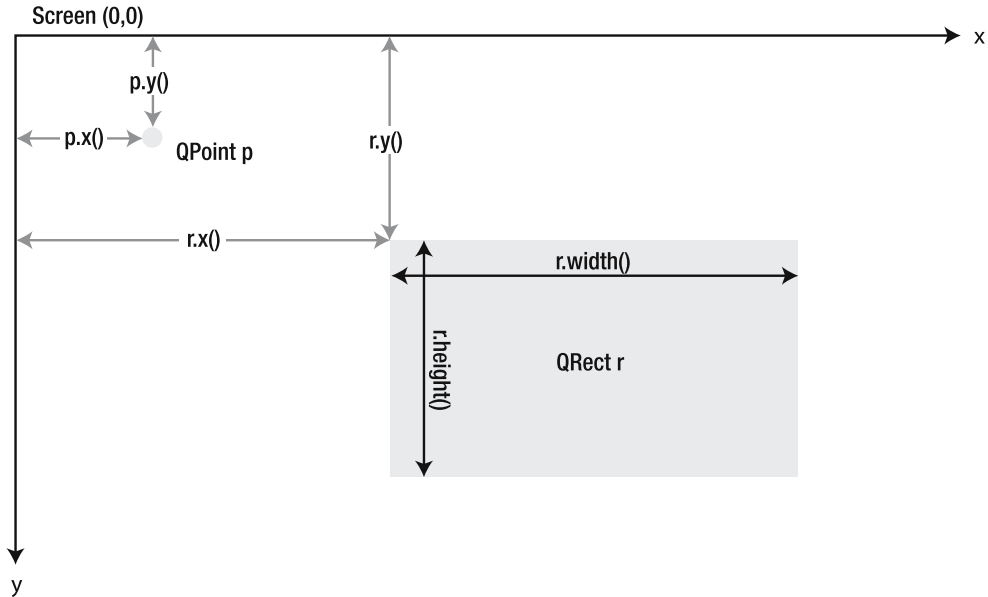 Screen (0,0)
x
p.y()
p.x()
QPoint p
r.y()
r.x()
r.width()
r.height()
QRect r
y